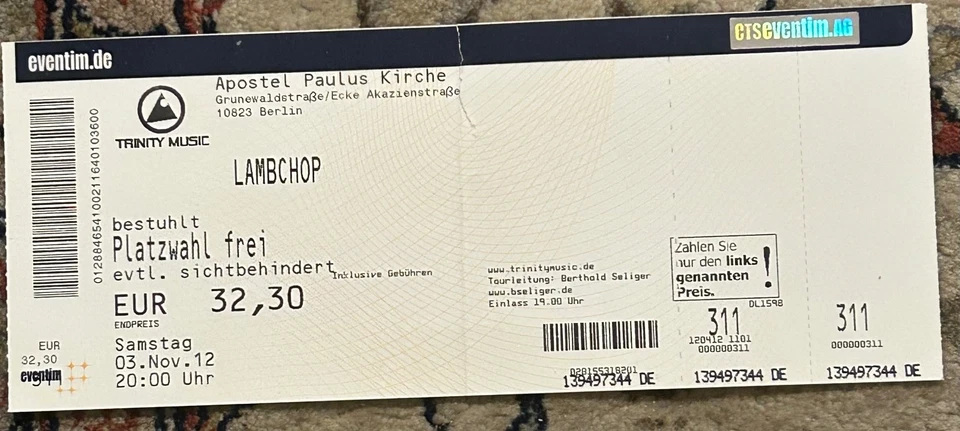 eventim.de
CTSeventim.AG
Apostel Paulus Kirche
Grunewaldstraße/Ecke Akazienstraße
10823 Berlin
TRINITY MUSIC
LAMBCHOP
bestuhlt
Platzwahl frei
evtl. sichtbehindert
Inklusive Gebühren
EUR 32,30
ENDPREIS
Samstag
03.Nov.12
20:00 Uhr
EUR
32,30
eventim
www.trinitymusic.de
Tourleitung: Berthold Seliger
www.bseliger.de
Einlass 19.00 Uhr
139497344 DE
Zahlen Sie
nur den links
genannten
Preis.
!
DL1598
311
120412 1101
000000311
139497344 DE
311
000000311
139497344 DE